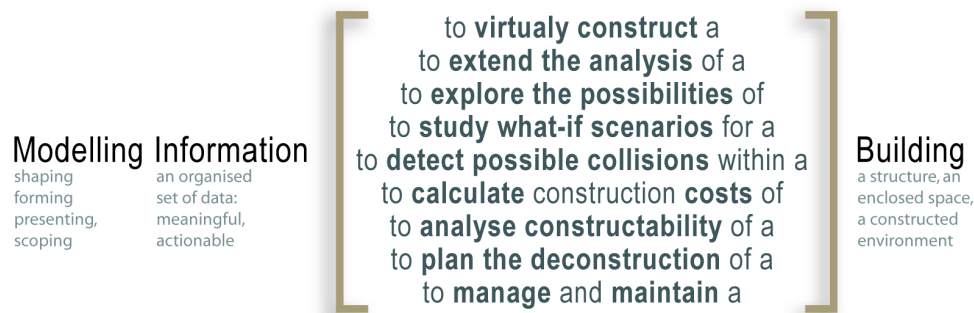 Modelling
shaping
forming
presenting,
scoping
Information
an organised
set of data:
meaningful,
actionable
to virtualy construct a
to extend the analysis of a
to explore the possibilities of
to study what-if scenarios for a
to detect possible collisions within a
to calculate construction costs of
to analyse constructability of a
to plan the deconstruction of a
to manage and maintain a
Building
a structure, an
enclosed space,
a constructed
environment